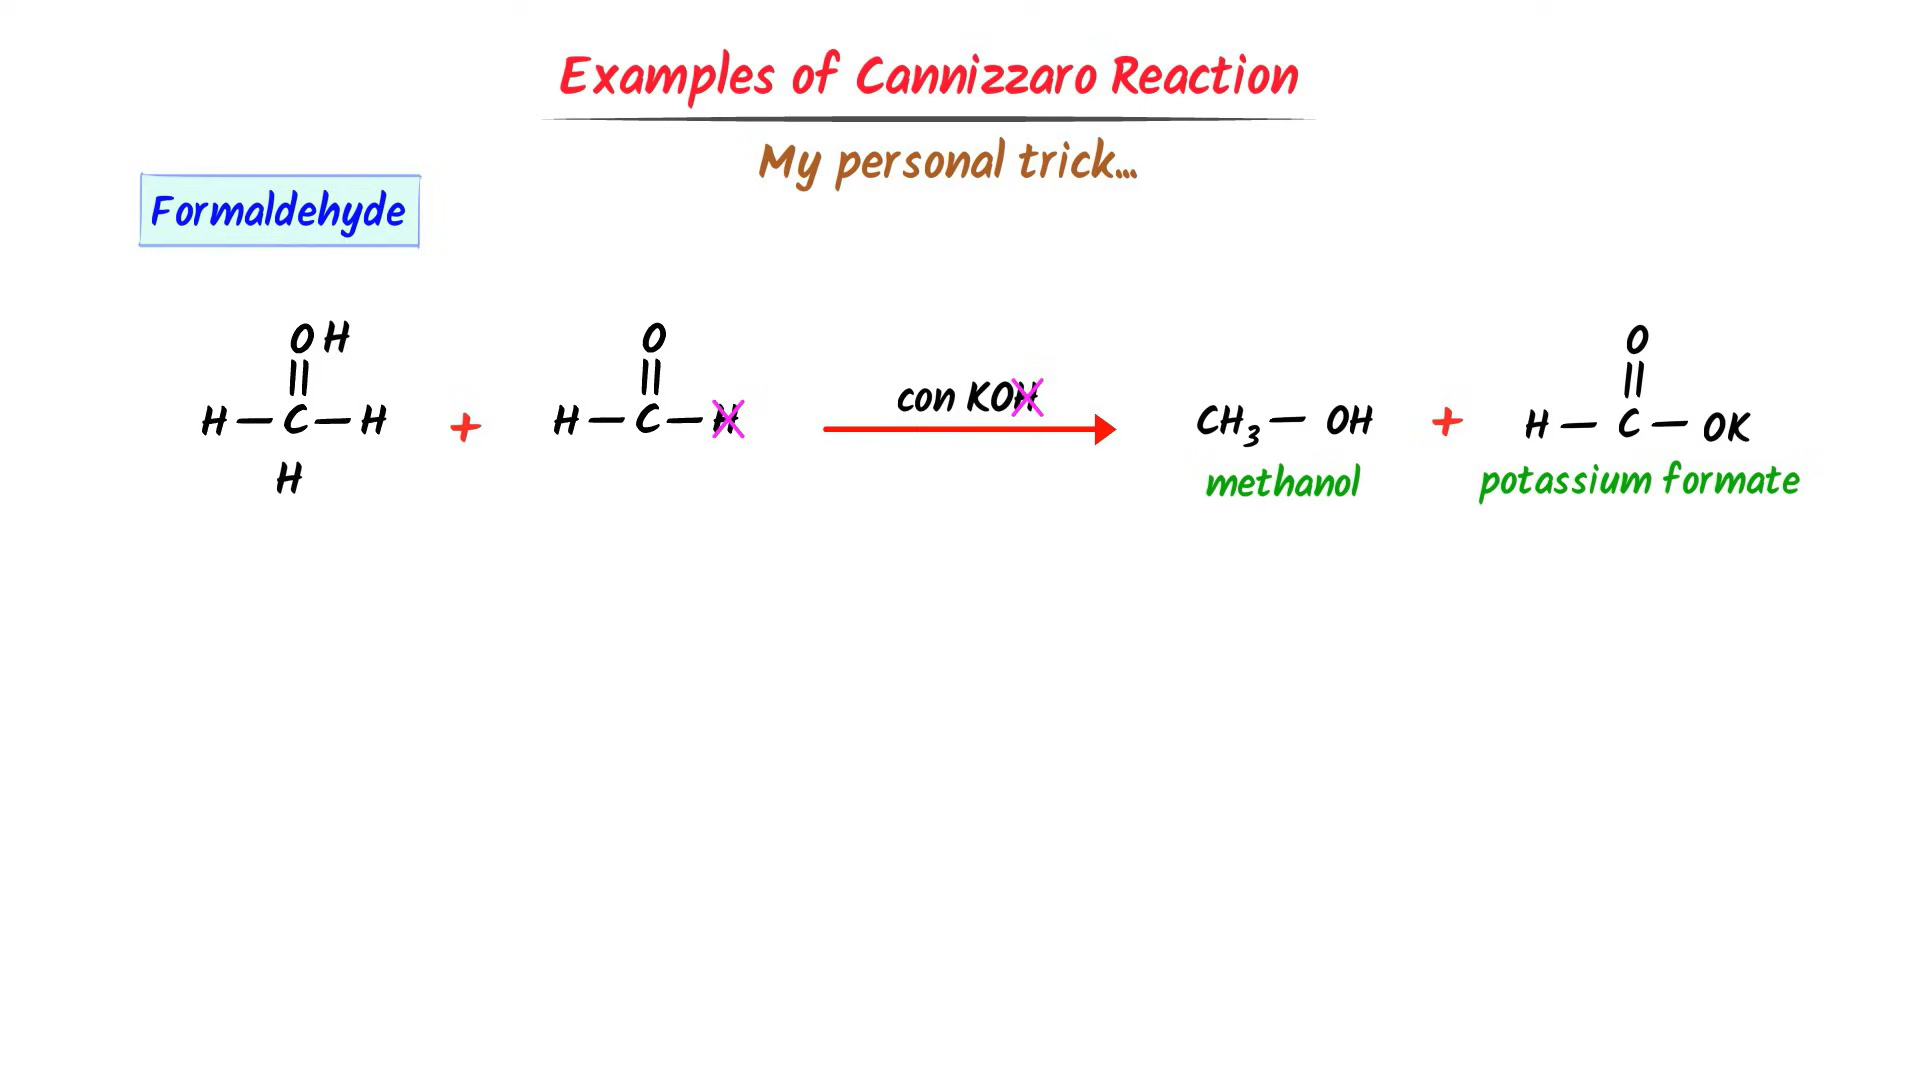 Examples of Cannizzaro Reaction
My personal trick...
Formaldehyde
O H
H — C — H
H
+
O
H — C — H
con KOH
CH3 — OH
methanol
+
O
H — C — OK
potassium formate